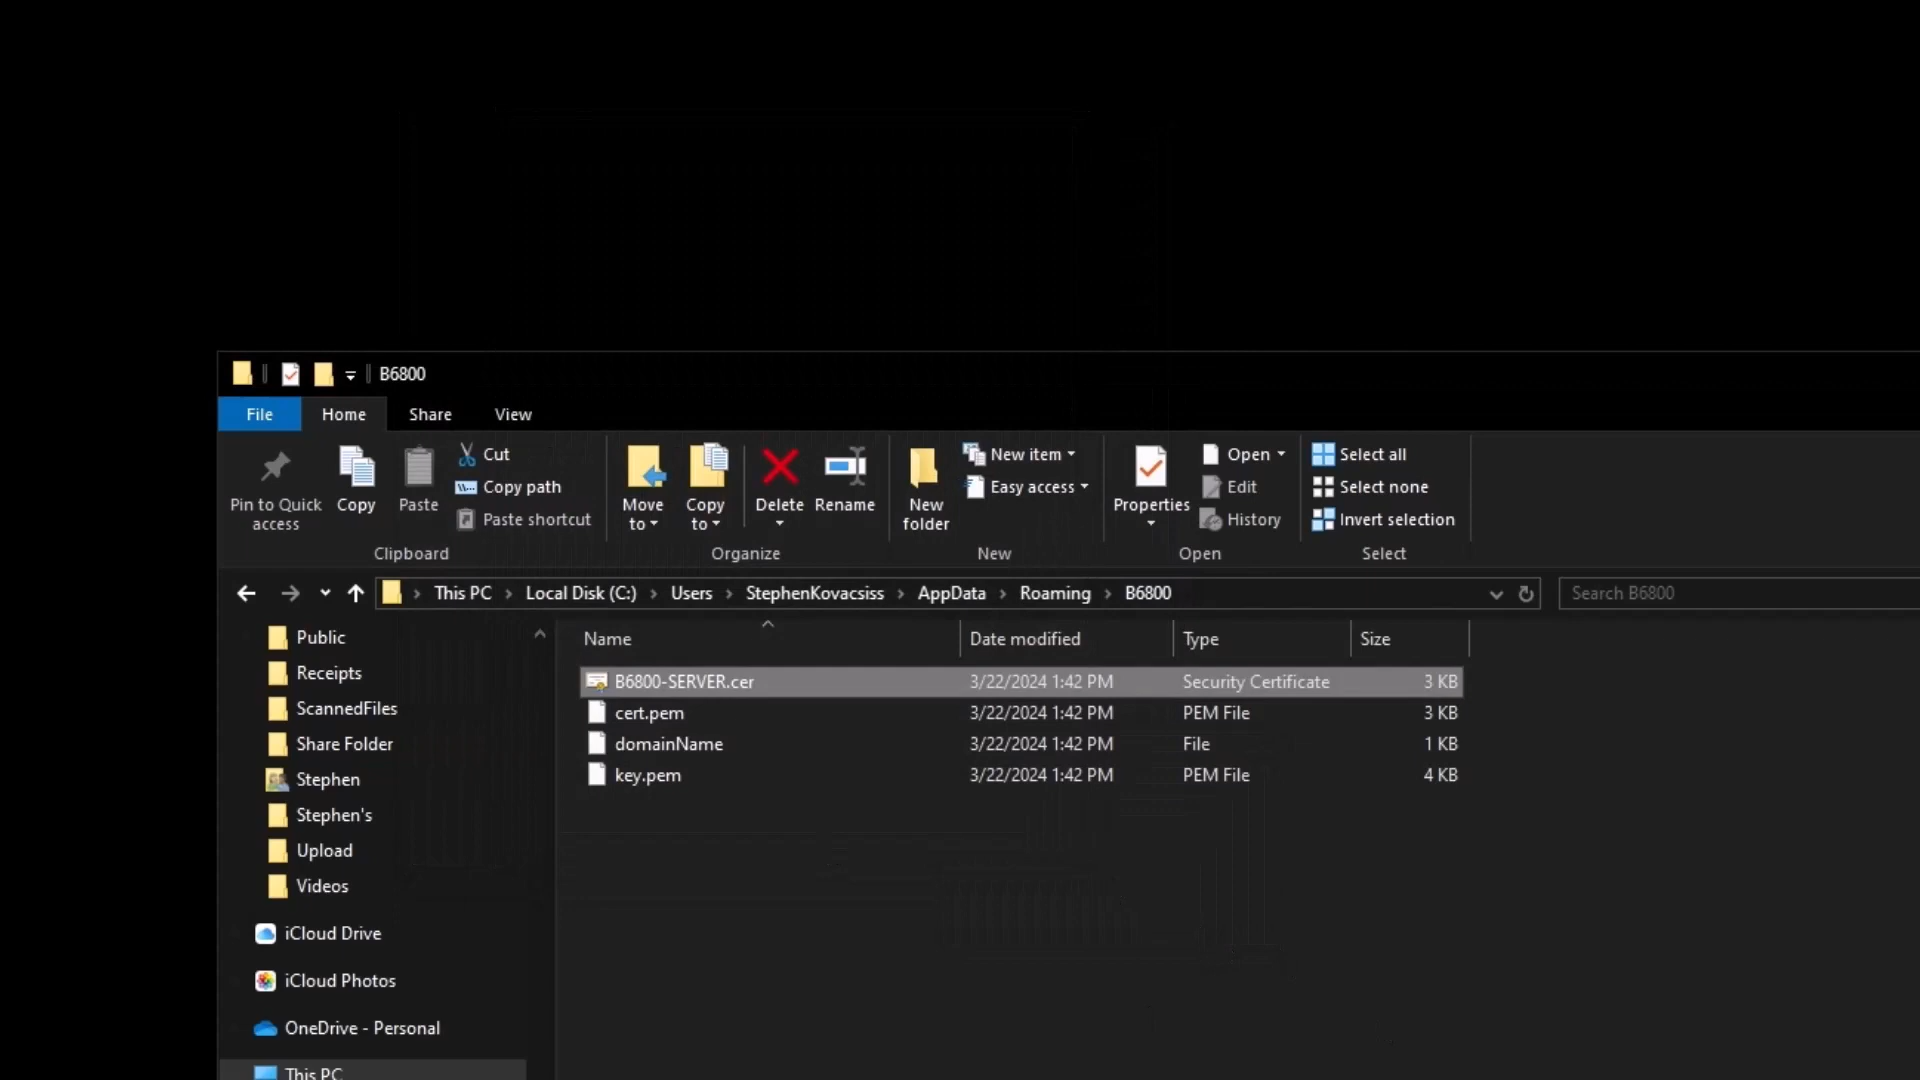 B6800
File Home Share View
Pin to Quick access
Copy
Paste
Cut
Copy path
Paste shortcut
Clipboard
Move to
Copy to
Delete
Rename
Organize
New folder
New item
Easy access
New
Properties
Open
Edit
History
Open
Select all
Select none
Invert selection
Select
This PC > Local Disk (C:) > Users > StephenKovacsiss > AppData > Roaming > B6800
Search B6800
Public
Receipts
ScannedFiles
Share Folder
Stephen
Stephen's
Upload
Videos
iCloud Drive
iCloud Photos
OneDrive - Personal
This PC
Name Date modified Type Size
B6800-SERVER.cer 3/22/2024 1:42 PM Security Certificate 3 KB
cert.pem 3/22/2024 1:42 PM PEM File 3 KB
domainName 3/22/2024 1:42 PM File 1 KB
key.pem 3/22/2024 1:42 PM PEM File 4 KB